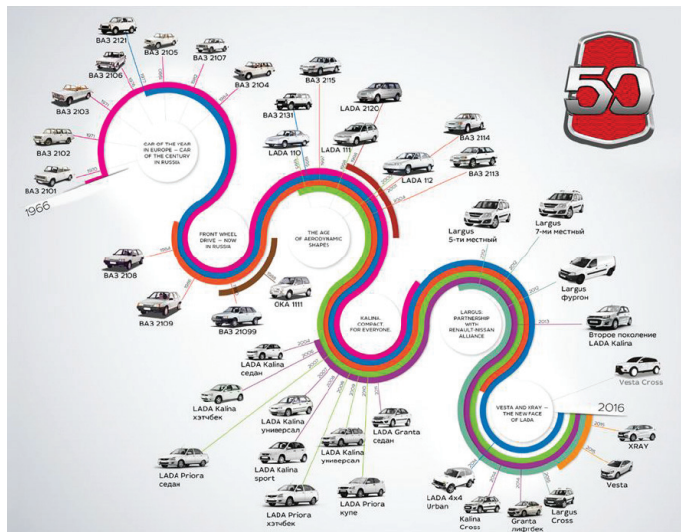 50
ВАЗ 2121
ВАЗ 2105
ВАЗ 2107
ВАЗ 2106
ВАЗ 2104
ВАЗ 2103
ВАЗ 2102
ВАЗ 2101
1966
CAR OF THE YEAR
IN EUROPE – CAR
OF THE CENTURY
IN RUSSIA
ВАЗ 2115
LADA 2120
ВАЗ 2131
LADA 110
LADA 111
ВАЗ 2114
LADA 112
ВАЗ 2113
FRONT WHEEL
DRIVE – NOW
IN RUSSIA
THE AGE
OF AERODYNAMIC
SHAPES
ВАЗ 2108
ВАЗ 2109
ВАЗ 21099
ОКА 1111
Largus
5-ти местный
Largus
7-ми местный
Largus
фургон
2012
2013
Второе поколение
LADA Kalina
KALINA.
COMPACT
FOR EVERYONE
LARGUS.
PARTNERSHIP
WITH
RENAULT-NISSAN
ALLIANCE
LADA Kalina
седан
LADA Kalina
хэтчбек
LADA Kalina
универсал
LADA Granta
седан
LADA Priora
седан
LADA Kalina
sport
LADA Kalina
универсал
LADA Priora
хэтчбек
LADA Priora
купе
Vesta Cross
VESTA AND XRAY –
THE NEW FACE
OF LADA
2016
XRAY
Vesta
LADA 4x4
Urban
Kalina
Cross
Granta
лифтбек
Largus
Cross